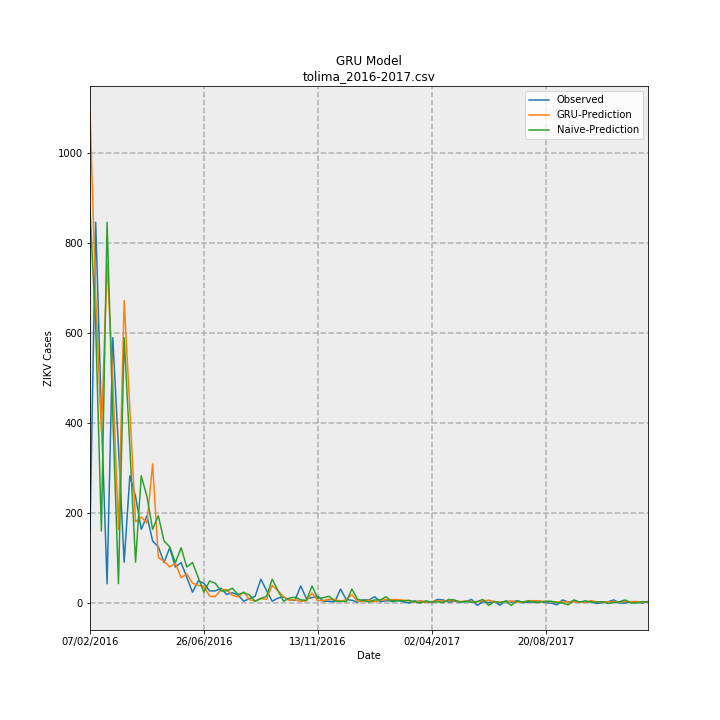 GRU Model
tolima_2016-2017.csv
Observed
GRU-Prediction
Naive-Prediction
ZIKV Cases
1000
800
600
400
200
0
07/02/2016
26/06/2016
13/11/2016
02/04/2017
20/08/2017
Date